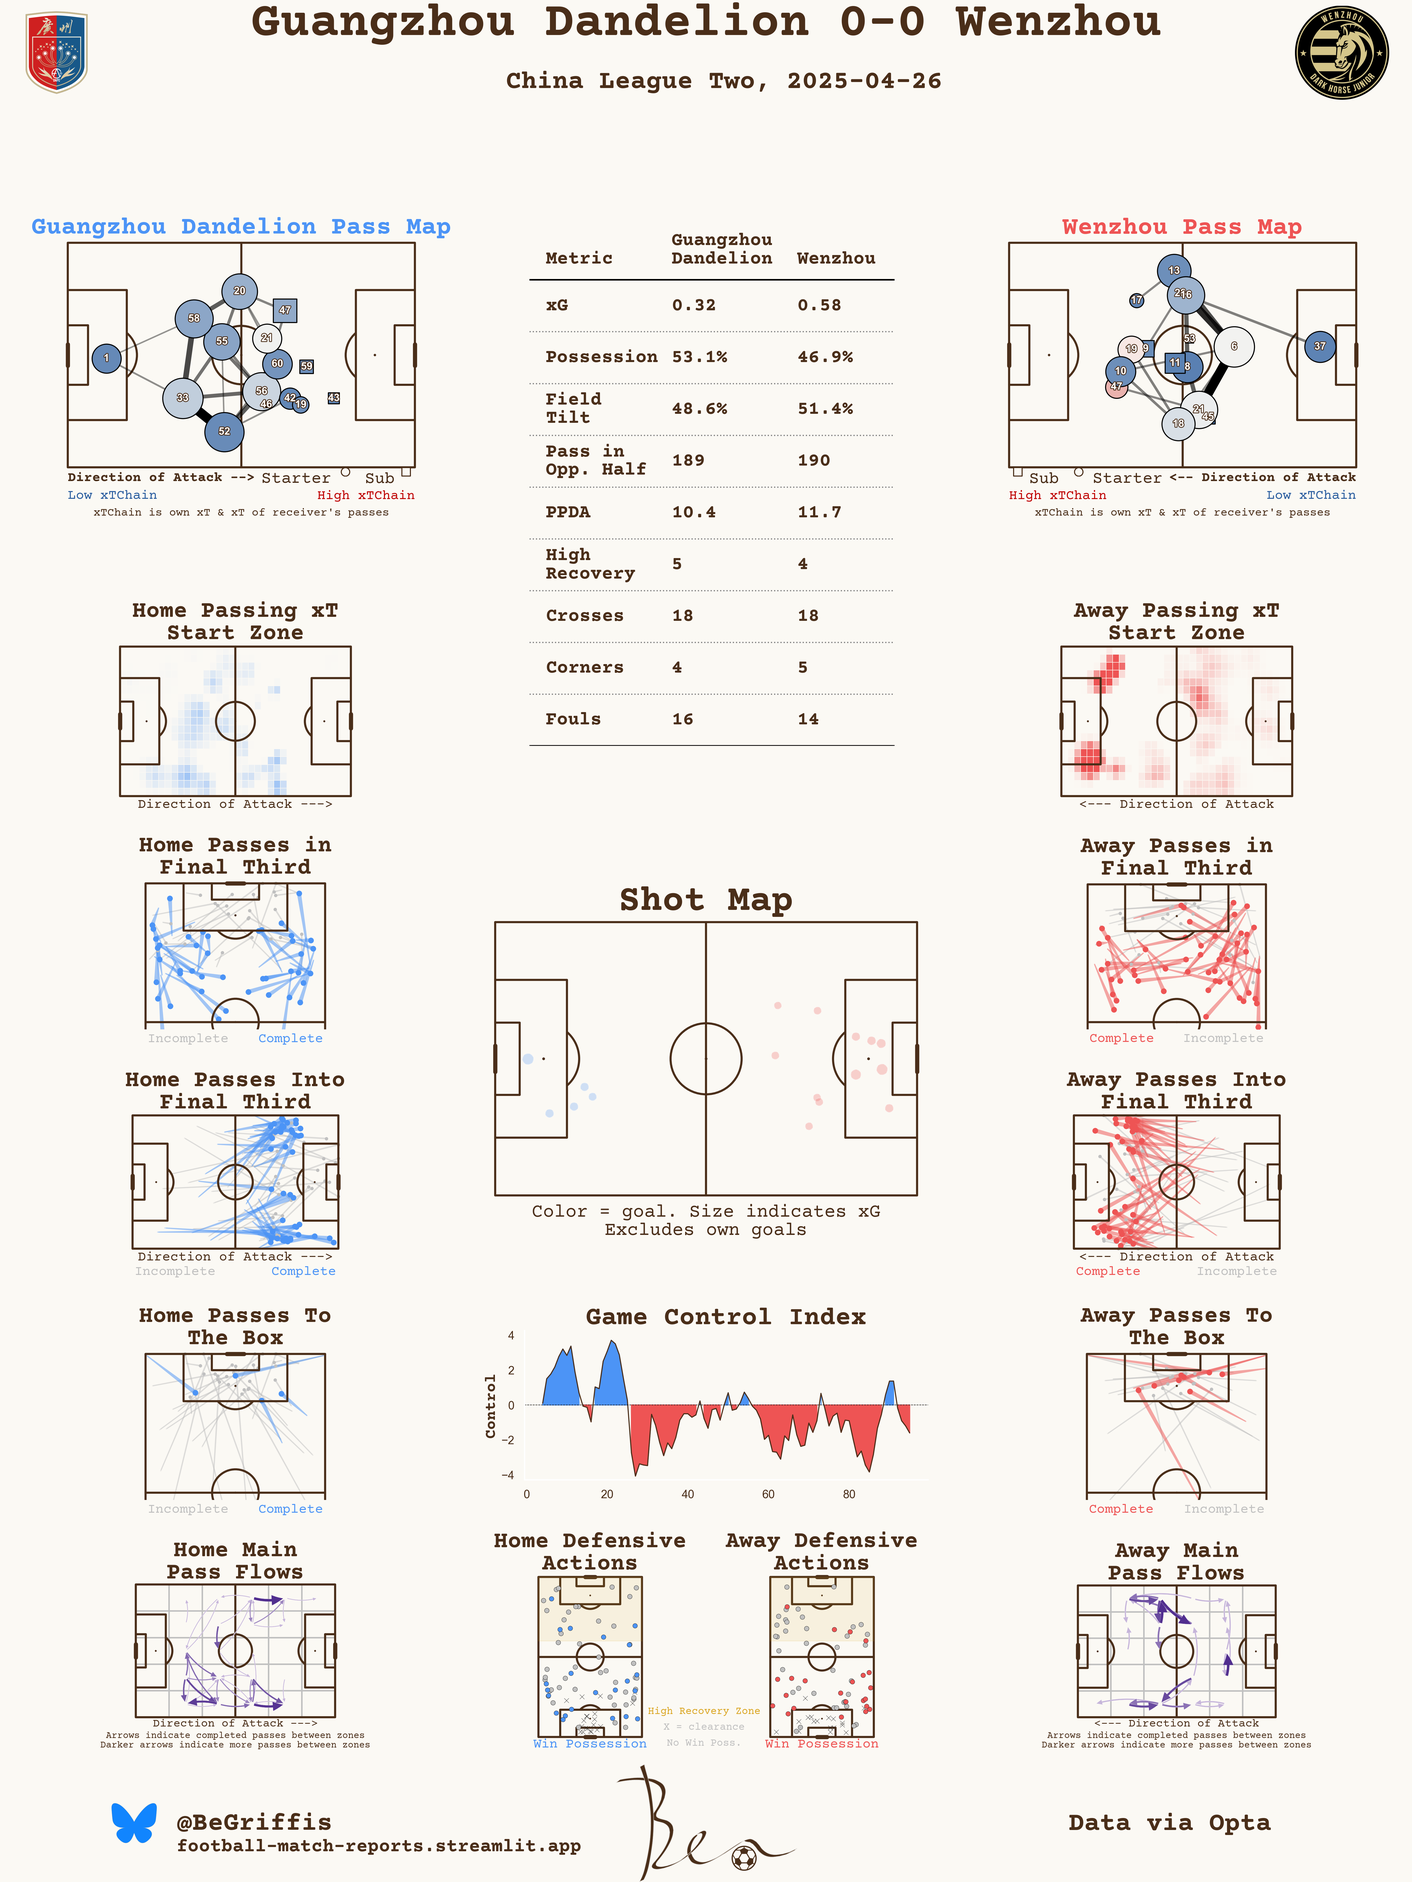 Guangzhou Dandelion 0-0 Wenzhou
China League Two, 2025-04-26
WENZHOU
DARK HORSE JUNIOR
Guangzhou Dandelion Pass Map
1
58
33
20
55
52
21
60
56
46
42
19
47
59
43
Direction of Attack --> Starter Sub
Low xTChain High xTChain
xTChain is own xT & xT of receiver's passes
Metric Guangzhou Dandelion Wenzhou
xG 0.32 0.58
Possession 53.1% 46.9%
Field Tilt 48.6% 51.4%
Pass in Opp. Half 189 190
PPDA 10.4 11.7
High Recovery 5 4
Crosses 18 18
Corners 4 5
Fouls 16 14
Wenzhou Pass Map
13
16
17
53
19
9
11
8
10
47
6
37
21
45
18
Sub Starter <-- Direction of Attack
High xTChain Low xTChain
xTChain is own xT & xT of receiver's passes
Home Passing xT
Start Zone
Direction of Attack --->
Away Passing xT
Start Zone
<--- Direction of Attack
Home Passes in
Final Third
Incomplete Complete
Away Passes in
Final Third
Complete Incomplete
Shot Map
Color = goal. Size indicates xG
Excludes own goals
Home Passes Into
Final Third
Direction of Attack --->
Incomplete Complete
Away Passes Into
Final Third
<--- Direction of Attack
Complete Incomplete
Home Passes To
The Box
Incomplete Complete
Game Control Index
Control
4
2
0
−2
−4
0 20 40 60 80
Away Passes To
The Box
Complete Incomplete
Home Main
Pass Flows
Direction of Attack --->
Arrows indicate completed passes between zones
Darker arrows indicate more passes between zones
Home Defensive
Actions
Win Possession
Away Defensive
Actions
Win Possession
High Recovery Zone
X = clearance
No Win Poss.
Away Main
Pass Flows
<--- Direction of Attack
Arrows indicate completed passes between zones
Darker arrows indicate more passes between zones
@BeGriffis
football-match-reports.streamlit.app
Ben
Data via Opta